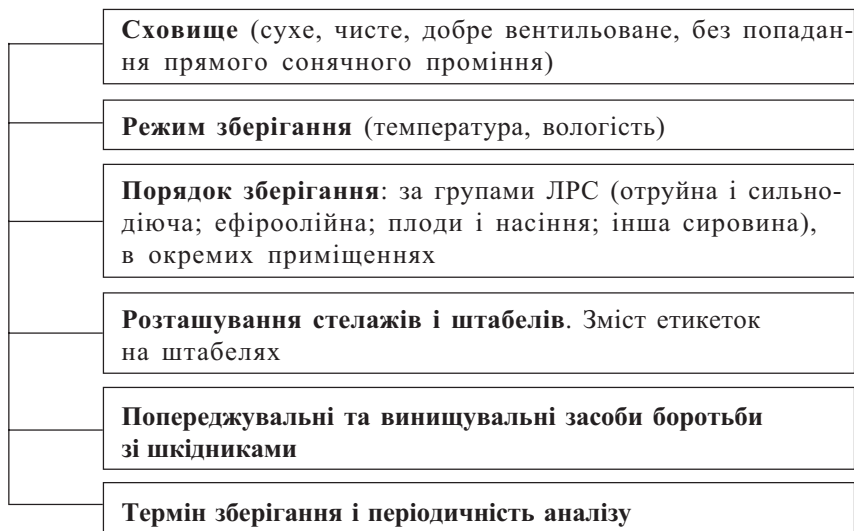 Сховище (сухе, чисте, добре вентильоване, без попадан-
ня прямого сонячного проміння)
Режим зберігання (температура, вологість)
Порядок зберігання: за групами ЛРС (отруйна і сильно-
діюча; ефіроолійна; плоди і насіння; інша сировина),
в окремих приміщеннях
Розташування стелажів і штабелів. Зміст етикеток
на штабелях
Попереджувальні та винищувальні засоби боротьби
зі шкідниками
Термін зберігання і періодичність аналізу